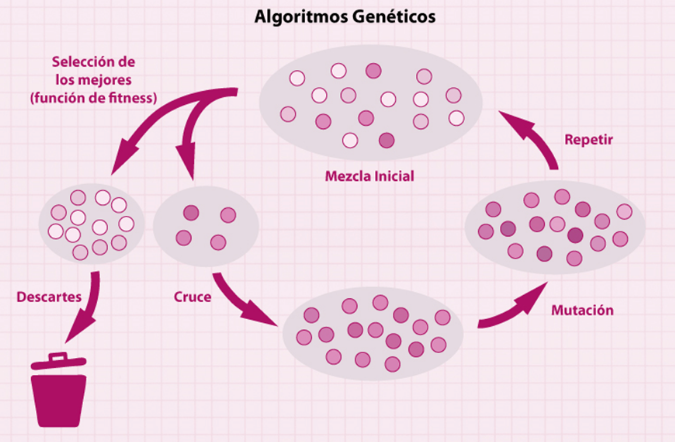 Algoritmos Genéticos
Selección de
los mejores
(función de fitness)
Mezcla Inicial
Repetir
Descartes
Cruce
Mutación